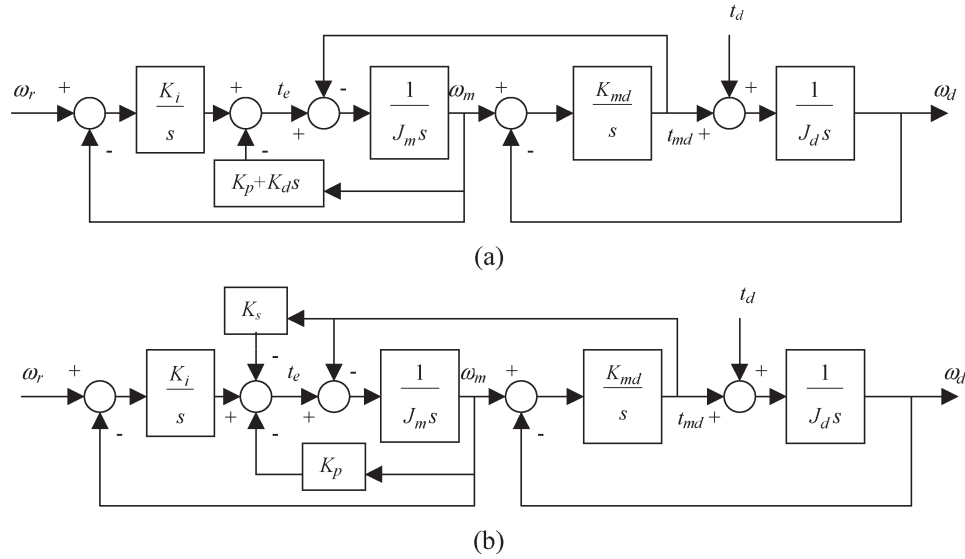 t_d
ω_r + K_i/s + t_e - 1/(J_m s) ω_m + K_md/s + 1/(J_d s) ω_d
+ t_md +
- - -
K_p+K_d s
(a)
K_s
t_d
- ω_r + K_i/s t_e - 1/(J_m s) ω_m + K_md/s + 1/(J_d s) ω_d
+ + t_md +
- - -
K_p
(b)